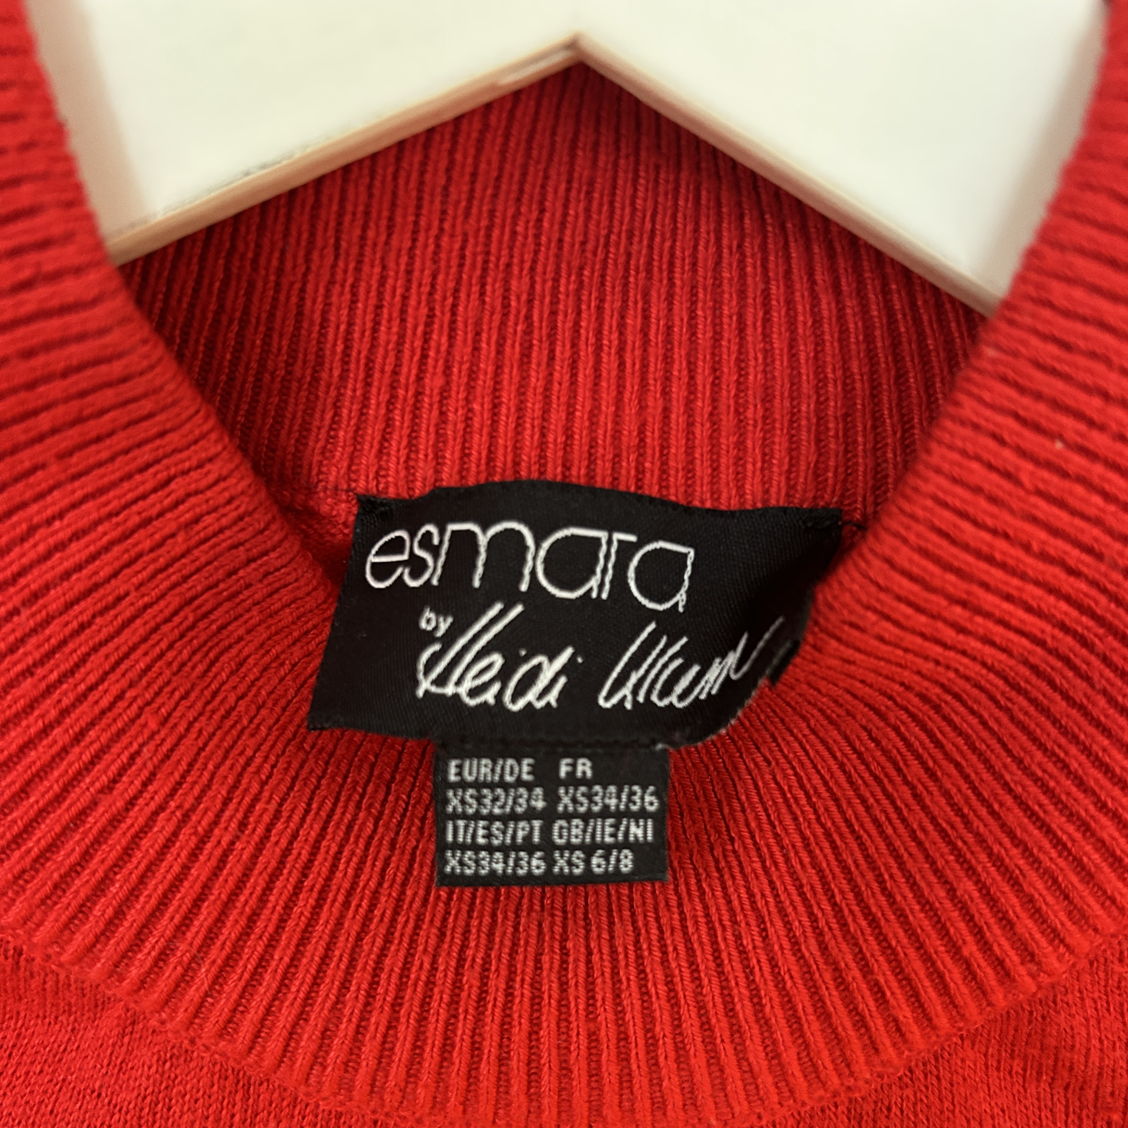 esmara
by Heidi Klum
EUR/DE FR
XS32/34 XS34/36
IT/ES/PT GB/IE/NI
XS34/36 XS 6/8